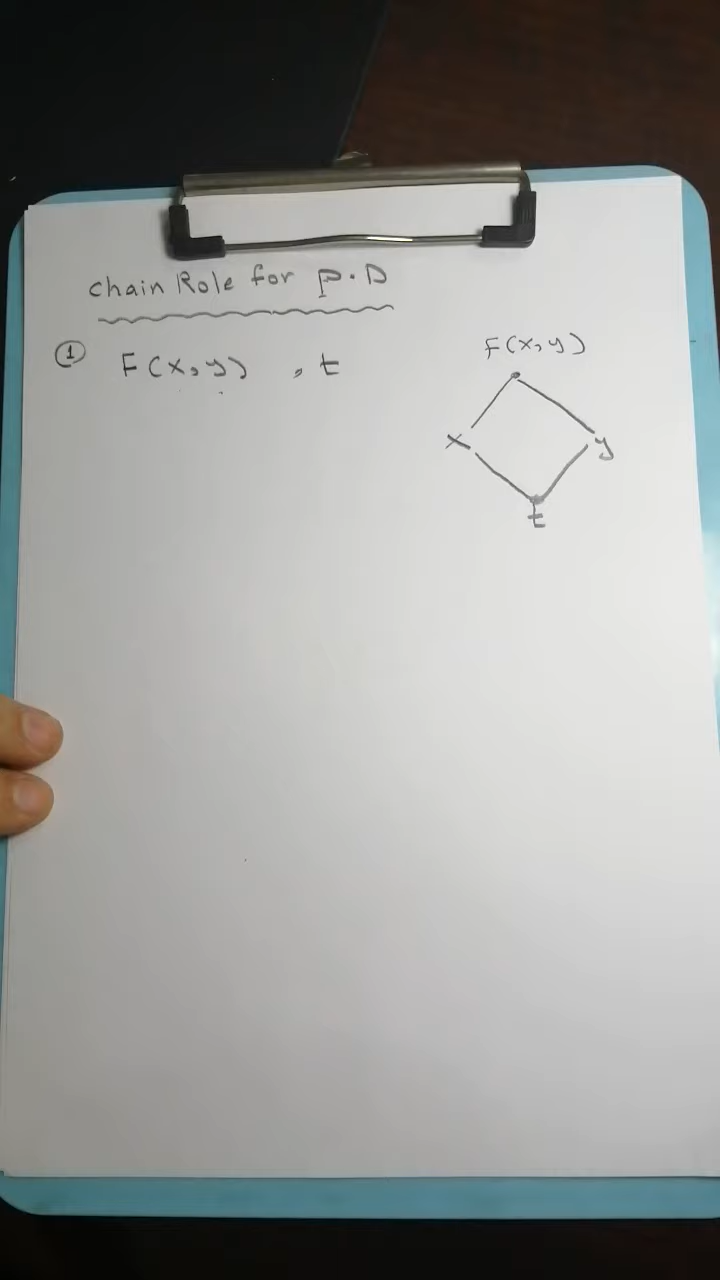 chain Role for P.D
① F(x,y) , t
F(x,y)
x y
t